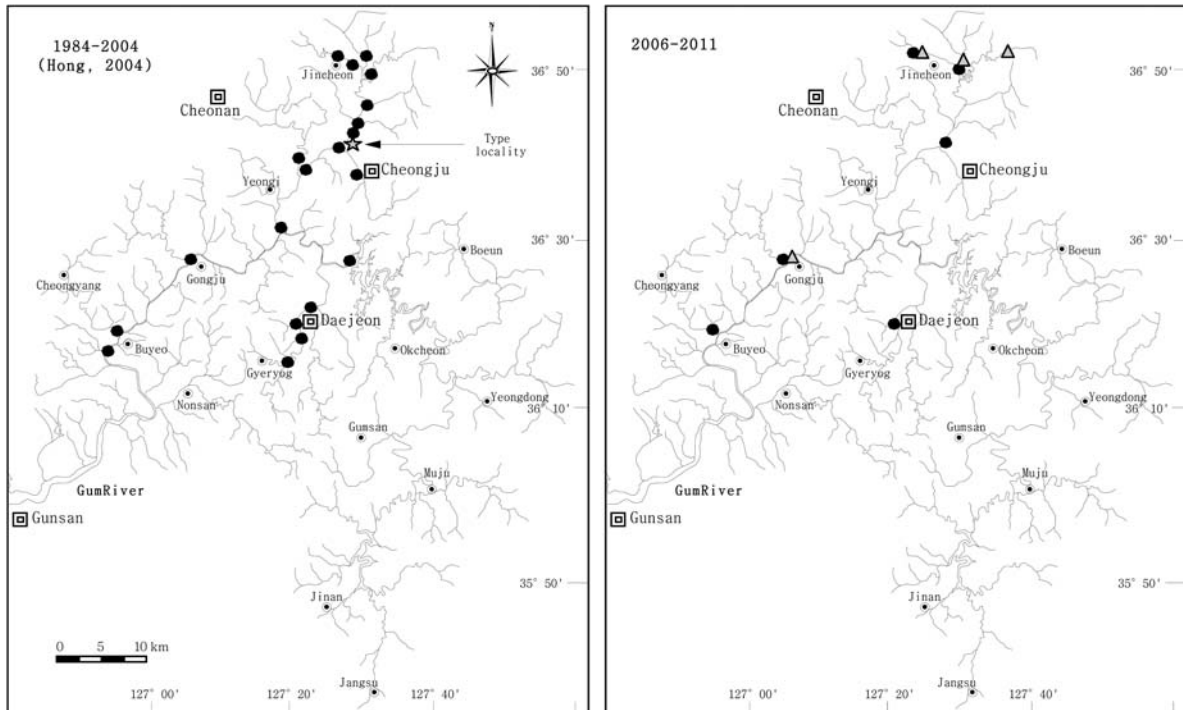 1984-2004
(Hong, 2004)
N
Jincheon
36° 50'
Cheonan
Type
locality
Cheongju
Yeongi
36° 30'
Boeun
Cheongyang
Gongju
Daejeon
Buyeo
Okcheon
Gyeryog
Nonsan
Yeongdong
36° 10'
Gumsan
Muju
GumRiver
Gunsan
35° 50'
Jinan
0 5 10 km
Jangsu
127° 00' 127° 20' 127° 40'
2006-2011
36° 50'
Jincheon
Cheonan
Cheongju
Yeongi
36° 30'
Boeun
Gongju
Cheongyang
Daejeon
Buyeo
Okcheon
Gyeryog
Nonsan
Yeongdong
36° 10'
Gumsan
Muju
GumRiver
Gunsan
35° 50'
Jinan
Jangsu
127° 00' 127° 20' 127° 40'